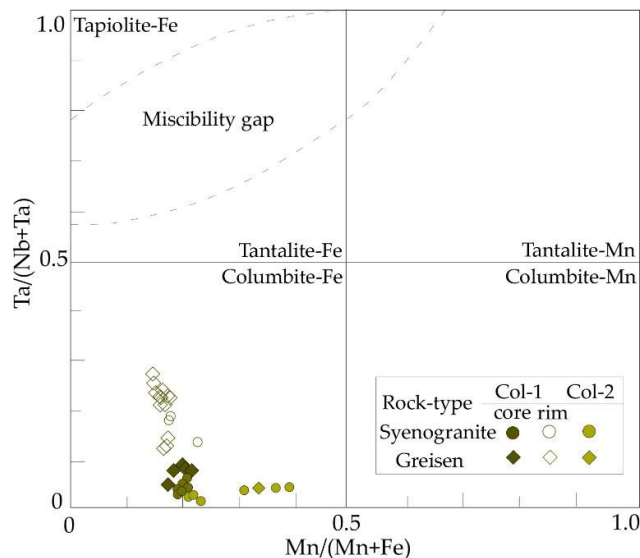 1.0
Tapiolite-Fe
Miscibility gap
Ta/(Nb+Ta)
Tantalite-Fe
Tantalite-Mn
0.5
Columbite-Fe
Columbite-Mn
Rock-type
Col-1
Col-2
core rim
Syenogranite
Greisen
0
0
0.5
1.0
Mn/(Mn+Fe)